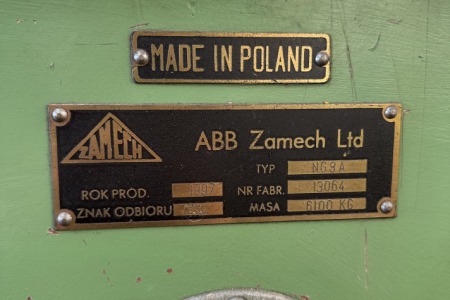 MADE IN POLAND
ZAMECH
ABB Zamech Ltd
TYP NG9A
ROK PROD. 1997 NR FABR. 13064
ZNAK ODBIORU MASA 6100 KG